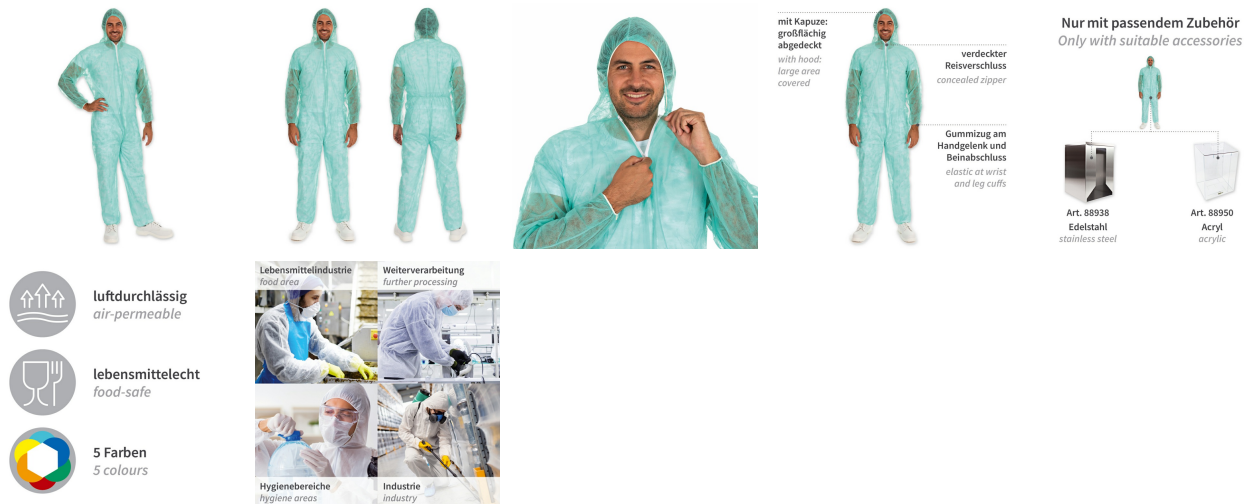 mit Kapuze:
großflächig
abgedeckt
with hood:
large area
covered
verdeckter
Reisverschluss
concealed zipper
Gummizug am
Handgelenk und
Beinabschluss
elastic at wrist
and leg cuffs
Nur mit passendem Zubehör
Only with suitable accessories
Art. 88938
Edelstahl
stainless steel
Art. 88950
Acryl
acrylic
luftdurchlässig
air-permeable
lebensmittelecht
food-safe
5 Farben
5 colours
Lebensmittelindustrie
food area
Weiterverarbeitung
further processing
Hygienebereiche
hygiene areas
Industrie
industry